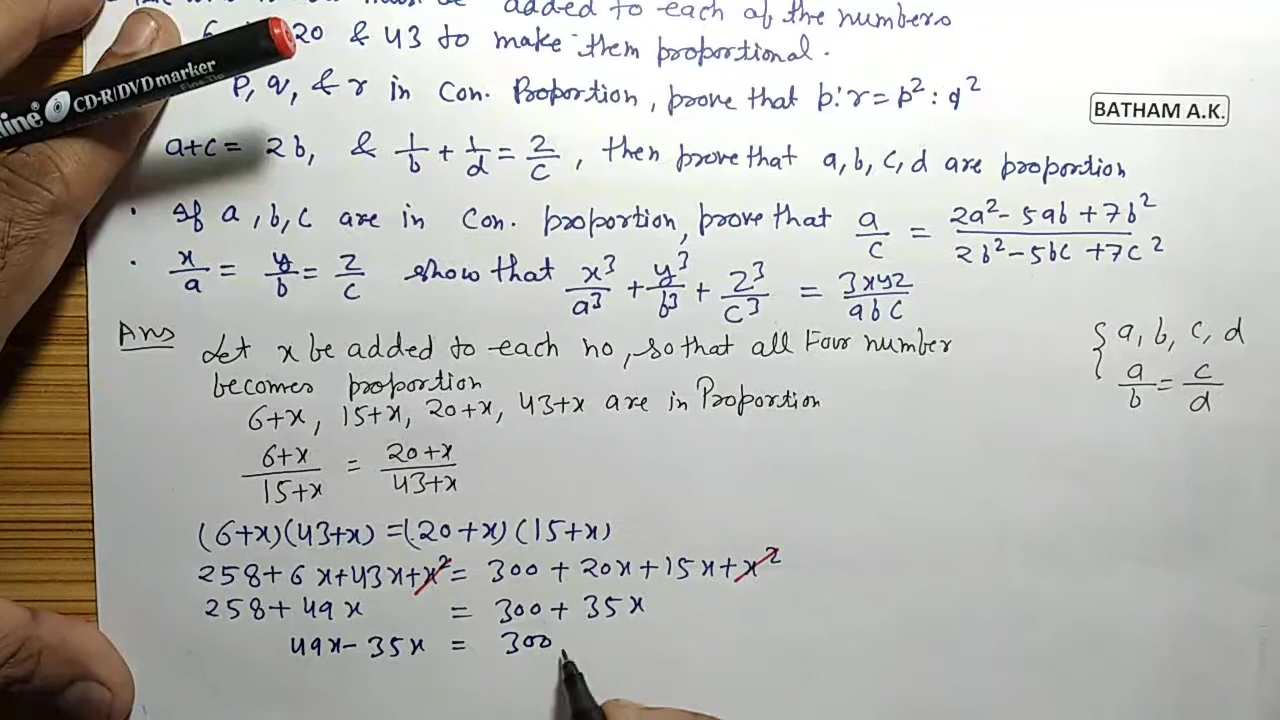 added to each of the numbers
6 20 & 43 to make them proportional.
p, q, & r in Con. Proportion, prove that p:r = p² : q²
a+c = 2b, & 1/b + 1/d = 2/c, then prove that a, b, c, d are proportion
. If a, b, c are in Con. proportion, prove that a/c = 2a² - 5ab + 7b² / 2b² - 5bc + 7c²
. x/a = y/b = z/c show that x³/a³ + y³/b³ + z³/c³ = 3xyz/abc
Ans Let x be added to each no, so that all Four number
becomes proportion
6+x, 15+x, 20+x, 43+x are in Proportion
6+x/15+x = 20+x/43+x
(6+x)(43+x) = (20+x)(15+x)
258 + 6x + 43x + x² = 300 + 20x + 15x + x²
258 + 49x = 300 + 35x
49x - 35x = 300
a, b, c, d
a/b = c/d
BATHAM A.K.
line CD-R/DVD marker
Fine Tip